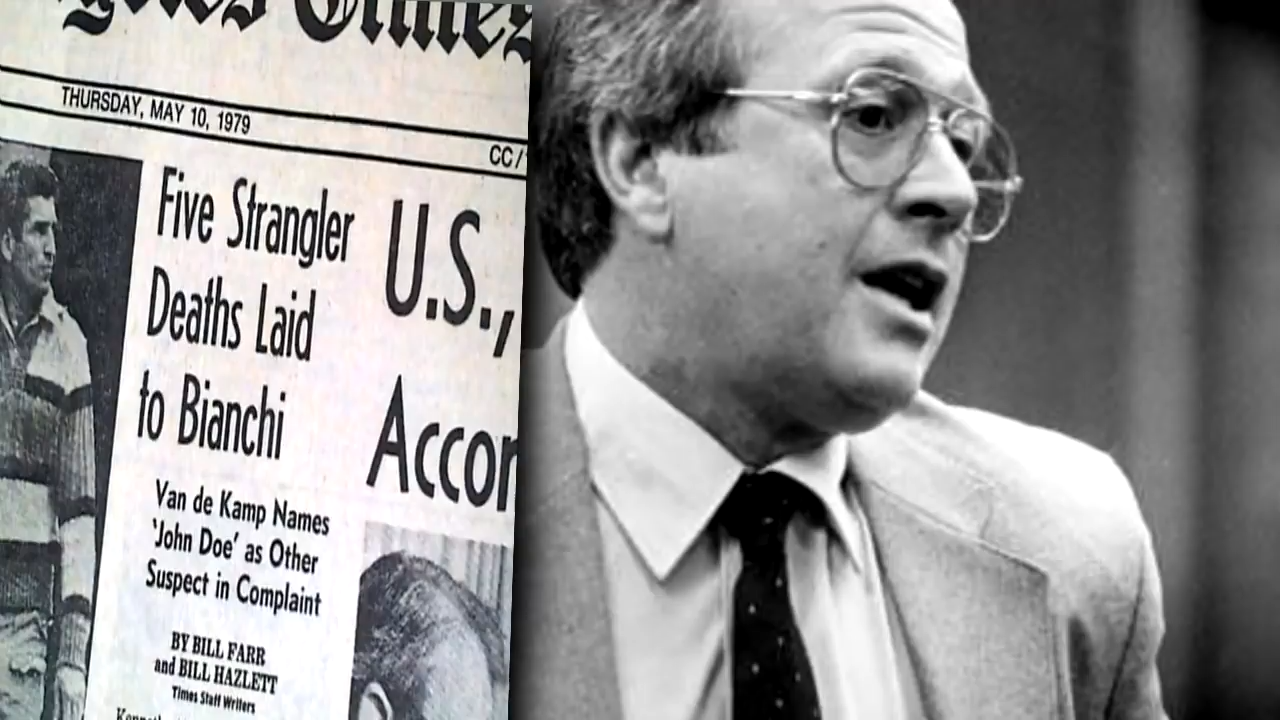 THURSDAY, MAY 10, 1979
CC/
Five Strangler
Deaths Laid
to Bianchi
Van de Kamp Names
'John Doe' as Other
Suspect in Complaint
BY BILL FARR
and BILL HAZLETT
Times Staff Writers
U.S.,